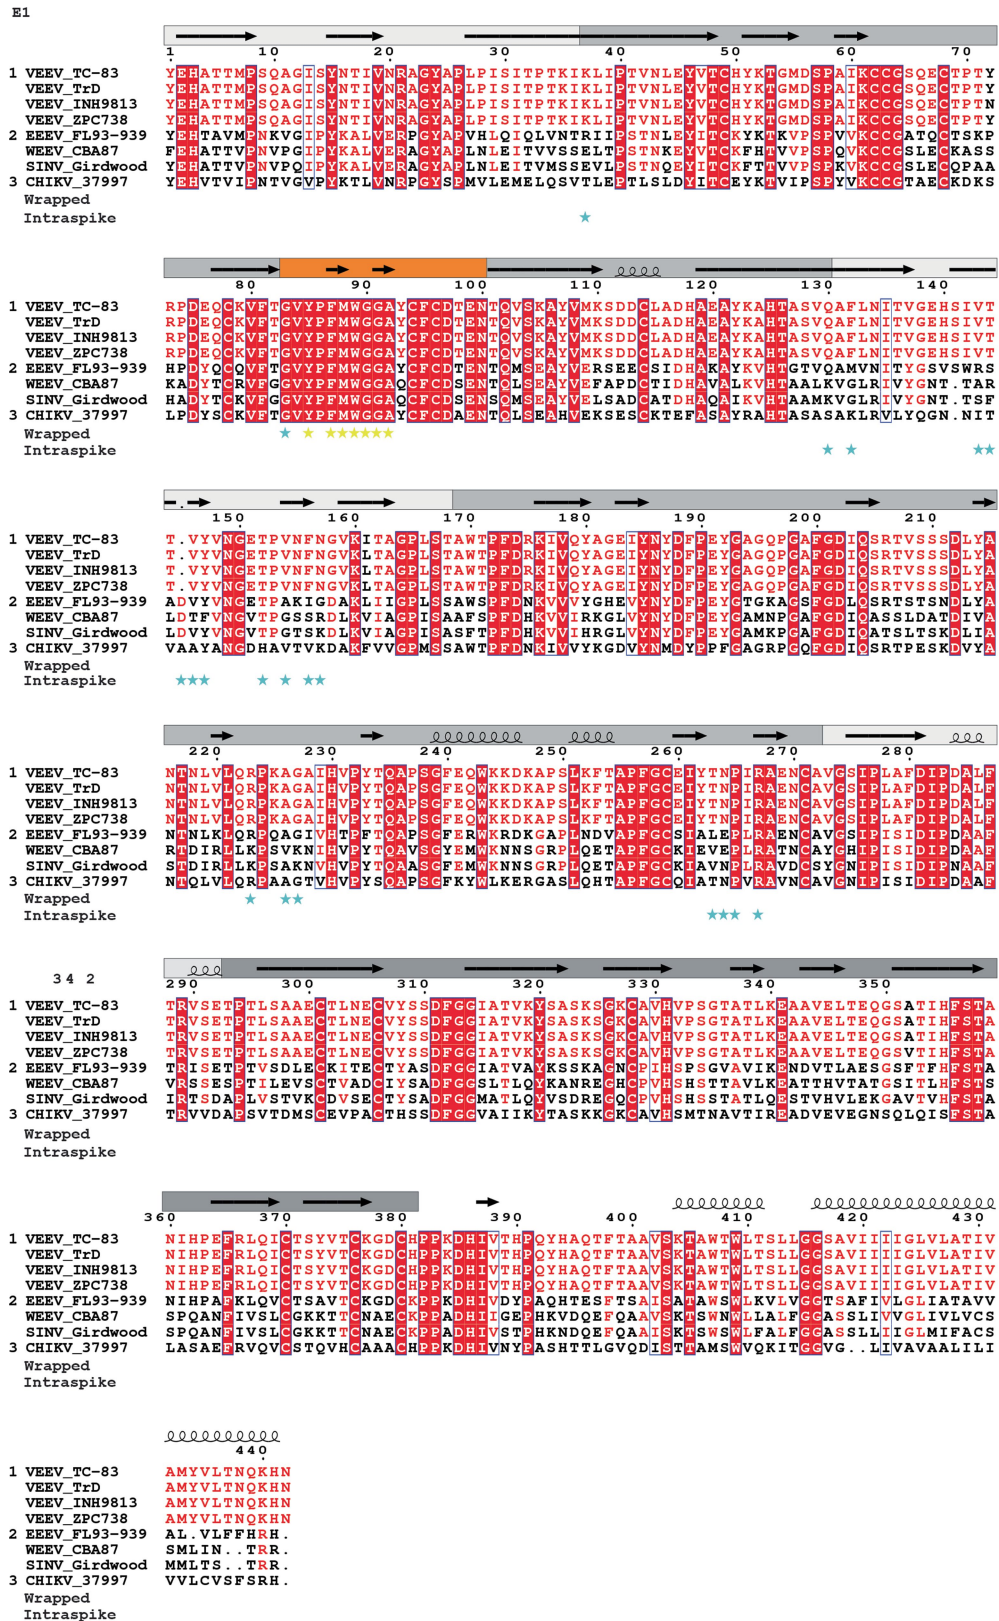 E1
1 10 20 30 40 50 60 70
1 VEEV_TC-83 YEHATTMPSQAGISYNTIVNRAGYAPLPISITPTKIKLIPTVNLEYVTCHYKTGMDSPAIKCCGSQECTPTY
VEEV_TrD YEHATTMPSQAGISYNTIVNRAGYAPLPISITPTKIKLIPTVNLEYVTCHYKTGMDSPAIKCCGSQECTPTY
VEEV_INH9813 YEHATTMPSQAGISYNTIVNRAGYAPLPISITPTKIKLIPTVNLEYVTCHYKTGMDSPAIKCCGSQECTPTY
VEEV_ZPC738 YEHATTMPSQAGISYNTIVNRAGYAPLPISITPTKIKLIPTVNLEYVTCHYKTGMDSPAIKCCGSQECTPTY
2 EEEV_FL93-939 YEHTAVMPNKVGIPYKALVERPGYAPVHLQIQLVNTRIIPSTNLEYITCKYKTKVPSPVVKCCGATQCTSKP
WEEV_CBA87 FEHATTVPNVPGIPYKALVERAGYAPLNLEITVVSSELTPSTNKEYVTCKFHTVVPSPQVKCCGSLECKASS
SINV_Girdwood YEHATTVPNVPQIPYKALVERAGYAPLNLEITVMSSEVLPSTNQEYITCKFTTVVPSPKVKCCGSLECQPAA
3 CHIKV_37997 YEHVTVIPNTVGVPYKTLVNRPGYSPMVLEMELQSVTLEPTLSLDYITCEYKTVIPSPYVKCCGTAECKDKS
Wrapped
Intraspike
80 90 100 110 120 130 140
1 VEEV_TC-83 RPDEQCKVFTGVYPFMWGGAYCFCDTENTQVSKAYVMKSDDCLADHAEAYKAHTASVQAFLNITVGEHSIVT
VEEV_TrD RPDEQCKVFTGVYPFMWGGAYCFCDTENTQVSKAYVMKSDDCLADHAEAYKAHTASVQAFLNITVGEHSIVT
VEEV_INH9813 RPDEQCKVFTGVYPFMWGGAYCFCDTENTQVSKAYVMKSDDCLADHAEAYKAHTASVQAFLNITVGEHSIVT
VEEV_ZPC738 RPDEQCKVFTGVYPFMWGGAYCFCDTENTQVSKAYVMKSDDCLADHAEAYKAHTASVQAFLNITVGEHSIVT
2 EEEV_FL93-939 HPDYQCQVFTGVYPFMWGGAYCFCDTENTQMSEAYVERSEECSIDHAKAYKVHTGTVQAMVNITYGSVSWRS
WEEV_CBA87 KADYTCRVFGGVYPFMWGGAQCFCDSENTQLSEAYVEFAPDCTIDHAVALKVHTAALKVGLRIVYGNT.TAR
SINV_Girdwood HADYTCKVFGGVYPFMWGGAQCFCDSENSQMSEAYVELSADCATDHAQAIKVHTAAMKVGLRIVYGNT.TSF
3 CHIKV_37997 LPDYSCKVFTGVYPFMWGGAYCFCDAENTQLSEAHVEKSESCKTEFASAYRAHTASASAKLRVLYQGNNIT
Wrapped
Intraspike
150 160 170 180 190 200 210
1 VEEV_TC-83 T.VYVNGETPVNFNGVKITAGPLSTAWTPFDRKIVQYAGEIYNYDFPEYGAGQPGAFGDIQSRTVSSSDLYA
VEEV_TrD T.VYVNGETPVNFNGVKLTAGPLSTAWTPFDRKIVQYAGEIYNYDFPEYGAGQPGAFGDIQSRTVSSSDLYA
VEEV_INH9813 T.VYVNGETPVNFNGVKLTAGPLSTAWTPFDRKIVQYAGEIYNYDFPEYGAGQPGAFGDIQSRTVSSSDLYA
VEEV_ZPC738 T.VYVNGETPVNFNGVKLTAGPLSTAWTPFDRKIVQYAGEIYNYDFPEYGAGQPGAFGDIQSRTVSSSDLYA
2 EEEV_FL93-939 ADVYVNGETPAKIGDAKLIIGPLSSAWSPFDNKVVVYGHEVYNYDFPEYGTGKAGSFGDLQSRTSTSNDLYA
WEEV_CBA87 LDTFVNGVTPGSSRDLKVIAGPISAAFSPFDHKVVIRKGLVYNYDFPEYGAMKPGAFGDIQASSLDATDIVA
SINV_Girdwood LDVYVNGVTPGTSKDLKVIAGPISASFTPFDHKVVIHRGLVYNYDFPEYGAMKPGAFGDIQATSLTSKDLIA
3 CHIKV_37997 VAAYANGDHAVTVKDAKFVVGPMSSAWTPFDNKIVVYKGDVYNMDYPPFGAGRPGQFGDIQSRTPESKDVYA
Wrapped
Intraspike
220 230 240 250 260 270 280
1 VEEV_TC-83 NTNLVLQRPKAGAIHVPYTQAPSGFEQWKKDKAPSLKFTAPFGCEIYTNPIRAENCAVGSIPLAFDIPDALF
VEEV_TrD NTNLVLQRPKAGAIHVPYTQAPSGFEQWKKDKAPSLKFTAPFGCEIYTNPIRAENCAVGSIPLAFDIPDALF
VEEV_INH9813 NTNLVLQRPKAGAIHVPYTQAPSGFEQWKKDKAPSLKFTAPFGCEIYTNPIRAENCAVGSIPLAFDIPDALF
VEEV_ZPC738 NTNLVLQRPKAGAIHVPYTQAPSGFEQWKKDKAPSLKFTAPFGCEIYTNPIRAENCAVGSIPLAFDIPDALF
2 EEEV_FL93-939 NTNLKLQRPQAGIVHTPFTQAPSGFERWKRDKGAPLNDVAPFGCSIALEPLRAENCAVGSIPISIDIPDAAF
WEEV_CBA87 RTDIRLLKPSVKNIHVPYTQAVSGYEMWKNNSGRPLQETAPFGCKIEVEPLRATNCAYGHIPISIDIPDAAF
SINV_Girdwood STDIRLLKPSAKNVHVPYTQAASGFEMWKNNSGRPLQETAPFGCKIAVNPLRAVDCSYGNIPISIDIPNAAF
3 CHIKV_37997 NTQLVLQRPAAGTVHVPYSQAPSGFKYWLKERGASLQHTAPFGCQIATNPVRAVNCAVGNIPISIDIPDAAF
Wrapped
Intraspike
34 2
290 300 310 320 330 340 350
1 VEEV_TC-83 TRVSETPTLSAAECTLNECVYSSDFGGIATVKYSASKSGKCAVHVPSGTATLKEAAVELTEQGSATIHFSTA
VEEV_TrD TRVSETPTLSAAECTLNECVYSSDFGGIATVKYSASKSGKCAVHVPSGTATLKEAAVELTEQGSATIHFSTA
VEEV_INH9813 TRVSETPTLSAAECTLNECVYSSDFGGIATVKYSASKSGKCAVHVPSGTATLKEAAVELTEQGSATIHFSTA
VEEV_ZPC738 TRVSETPTLSAAECTLNECVYSSDFGGIATVKYSASKSGKCAVHVPSGTATLKEAAVELTEQGSVTIHFSTA
2 EEEV_FL93-939 TRISETPTVSDLECKITECTYASDFGGIATVAYKSSKAGNCPIHSPSGVAVIKENDVTLAESGSFTFHFSTA
WEEV_CBA87 VRSSESPTILEVSCTVADCIYSADFGGSLTLQYKANREGHCPVHSHSTTAVLKEATTHVTATGSITLHFSTS
SINV_Girdwood IRTSDAPLVSTVKCDVSECTYSADFGGMATLQYVSDREGQCPVHSHSSTATLQESTVHVLEKGAVTVHFSTA
3 CHIKV_37997 TRVVDAPSVTDMSCEVPACTHSSDFGGVAIIKYTASKKGKCAVHSMTNAVTIREADVEVEGNSQLQISFSTA
Wrapped
Intraspike
360 370 380 390 400 410 420 430
1 VEEV_TC-83 NIHPEFRLQICTSYVTCKGDCHPPKDHIVTHPQYHAQTFTAAVSKTAWTWLTSLLGGSAVIIIIGLVLATIV
VEEV_TrD NIHPEFRLQICTSYVTCKGDCHPPKDHIVTHPQYHAQTFTAAVSKTAWTWLTSLLGGSAVIIIIGLVLATIV
VEEV_INH9813 NIHPEFRLQICTSYVTCKGDCHPPKDHIVTHPQYHAQTFTAAVSKTAWTWLTSLLGGSAVIIIIGLVLATIV
VEEV_ZPC738 NIHPEFRLQICTSYVTCKGDCHPPKDHIVTHPQYHAQTFTAAVSKTAWTWLTSLLGGSAVIIIIGLVLATIV
2 EEEV_FL93-939 NIHPAFKLQVCTSAVTCKGDCKPPKDHIVDYPAQHTESFTSAISATAWSWLKVLVGGTSAFIVLGLIATAVV
WEEV_CBA87 SPQANFIVSLCGKKTTCNAECKPPADHIIGEPHKVDQEFQAAVSKTSWNWLLALFGGASSLIVVGLIVLVCS
SINV_Girdwood SPQANFIVSLCGKKTTCNAECKPPADHIVSTPHKNDQEFQAAISKTSWSWLFALFGGASSLLIIGLMIFACS
3 CHIKV_37997 LASAEFRVQVCSTQVHCAAACHPPKDHIVNYPASHTTLGVQDISTTAMSWVQKITGGVG..LIVAVAALILI
Wrapped
Intraspike
440
1 VEEV_TC-83 AMYVLTNQKHN
VEEV_TrD AMYVLTNQKHN
VEEV_INH9813 AMYVLTNQKHN
VEEV_ZPC738 AMYVLTNQKHN
2 EEEV_FL93-939 AL.VLFFHRH.
WEEV_CBA87 SMLIN..TRR.
SINV_Girdwood MMLTS..TRR.
3 CHIKV_37997 VVLCVSFSRH.
Wrapped
Intraspike